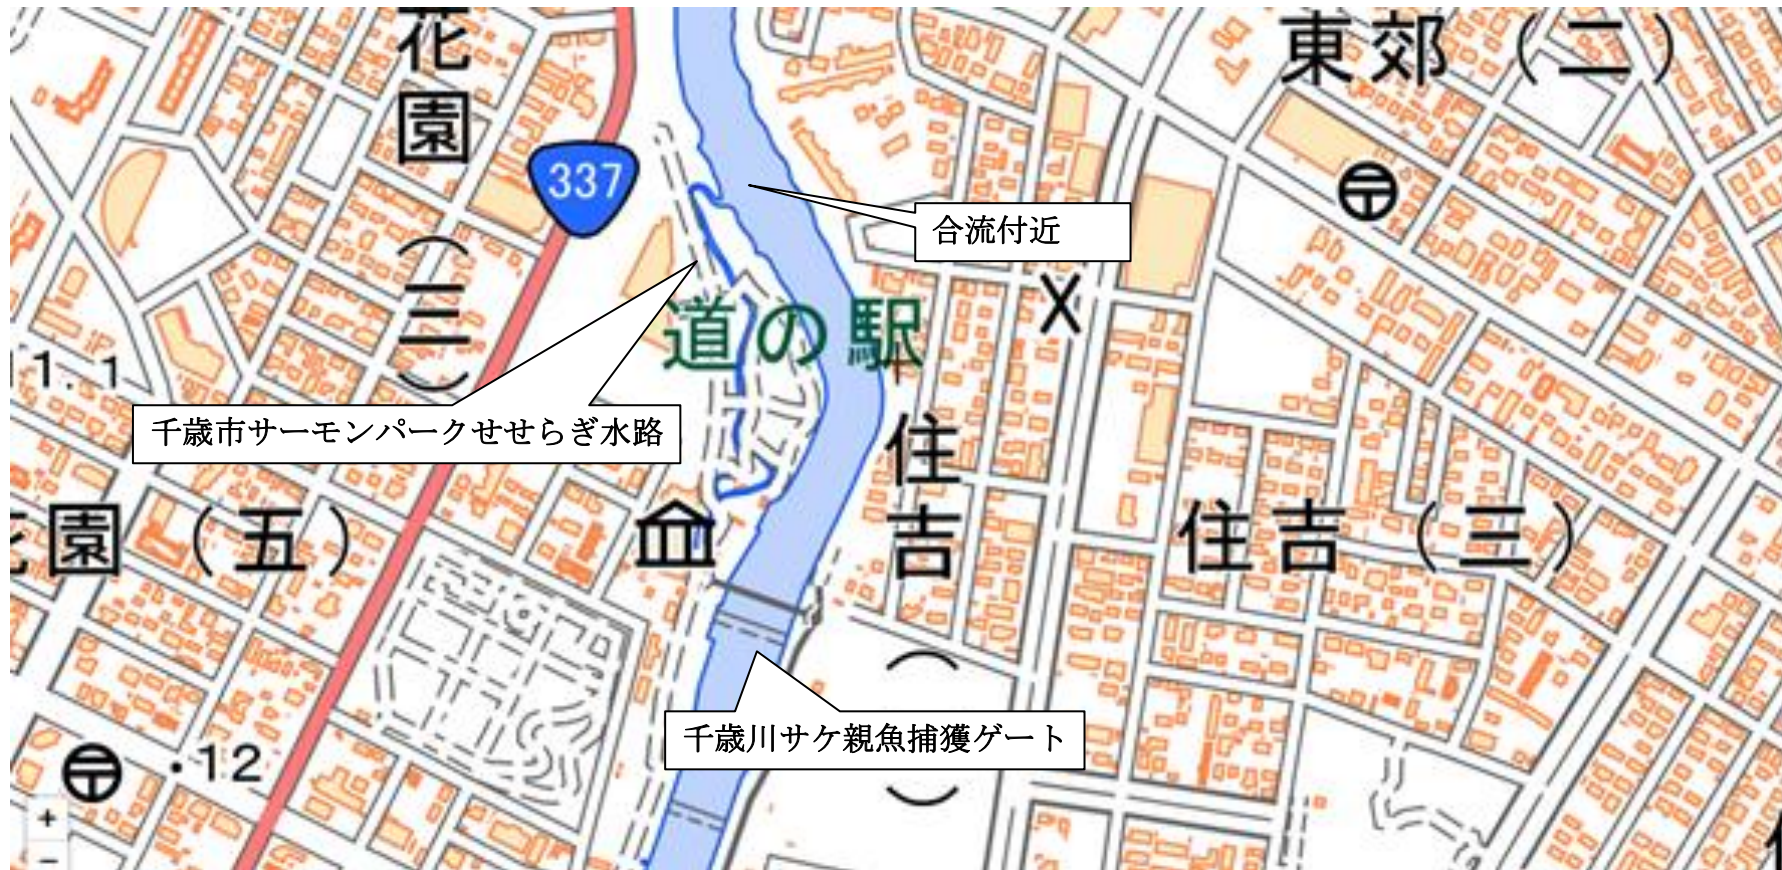 花園(三)
東郊(二)
337
合流付近
道の駅
11.1
千歳市サーモンパークせせらぎ水路
住吉( )
園(五)
住吉(三)
千歳川サケ親魚捕獲ゲート
・12
+
−